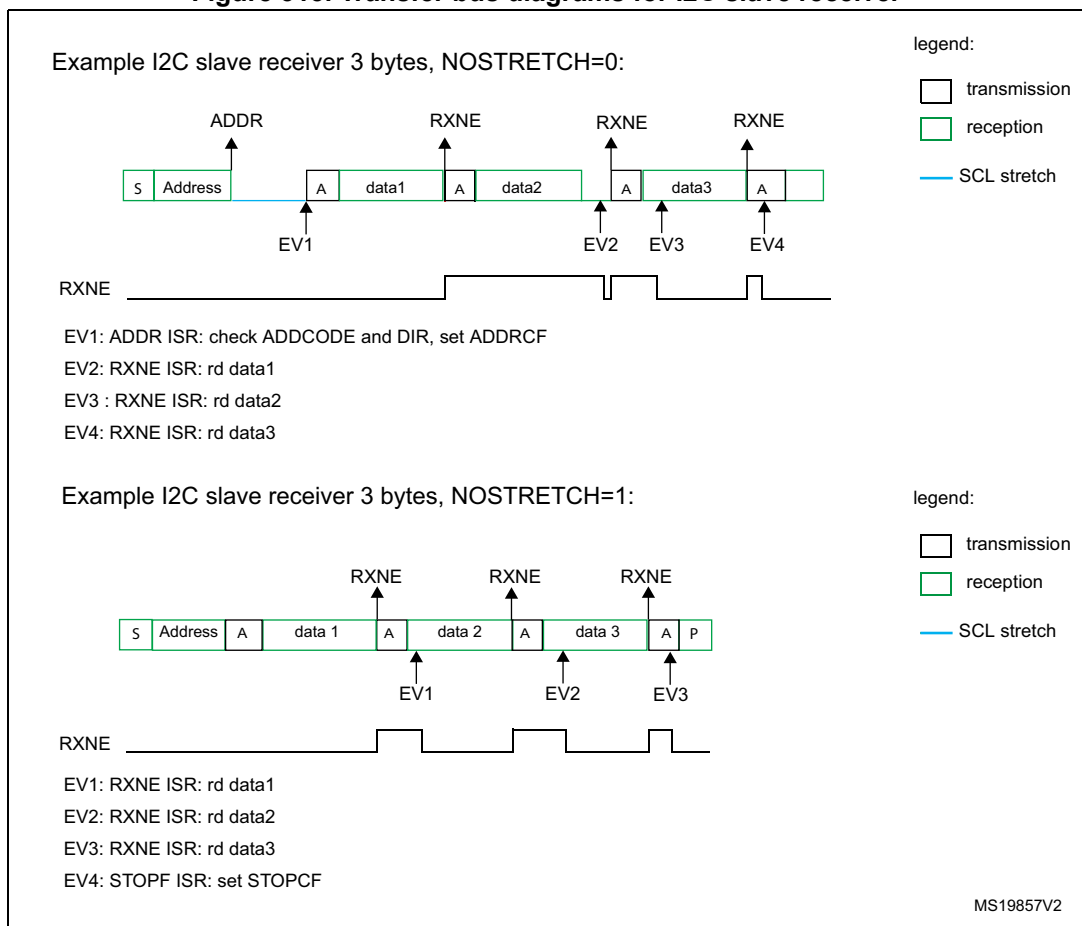 Example I2C slave receiver 3 bytes, NOSTRETCH=0:
legend:
transmission
reception
SCL stretch
ADDR RXNE RXNE RXNE
S Address A data1 A data2 A data3 A
EV1 EV2 EV3 EV4
RXNE
EV1: ADDR ISR: check ADDCODE and DIR, set ADDRCF
EV2: RXNE ISR: rd data1
EV3 : RXNE ISR: rd data2
EV4: RXNE ISR: rd data3
Example I2C slave receiver 3 bytes, NOSTRETCH=1:
legend:
transmission
reception
SCL stretch
RXNE RXNE RXNE
S Address A data 1 A data 2 A data 3 A P
EV1 EV2 EV3
RXNE
EV1: RXNE ISR: rd data1
EV2: RXNE ISR: rd data2
EV3: RXNE ISR: rd data3
EV4: STOPF ISR: set STOPCF
MS19857V2